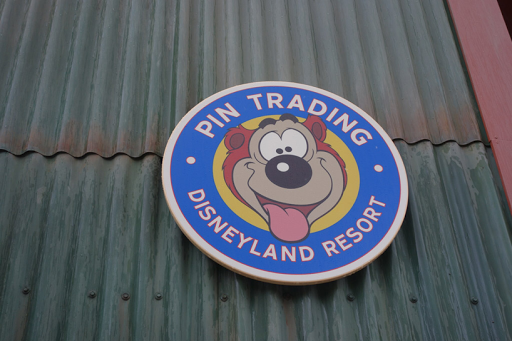 PIN TRADING
DISNEYLAND RESORT